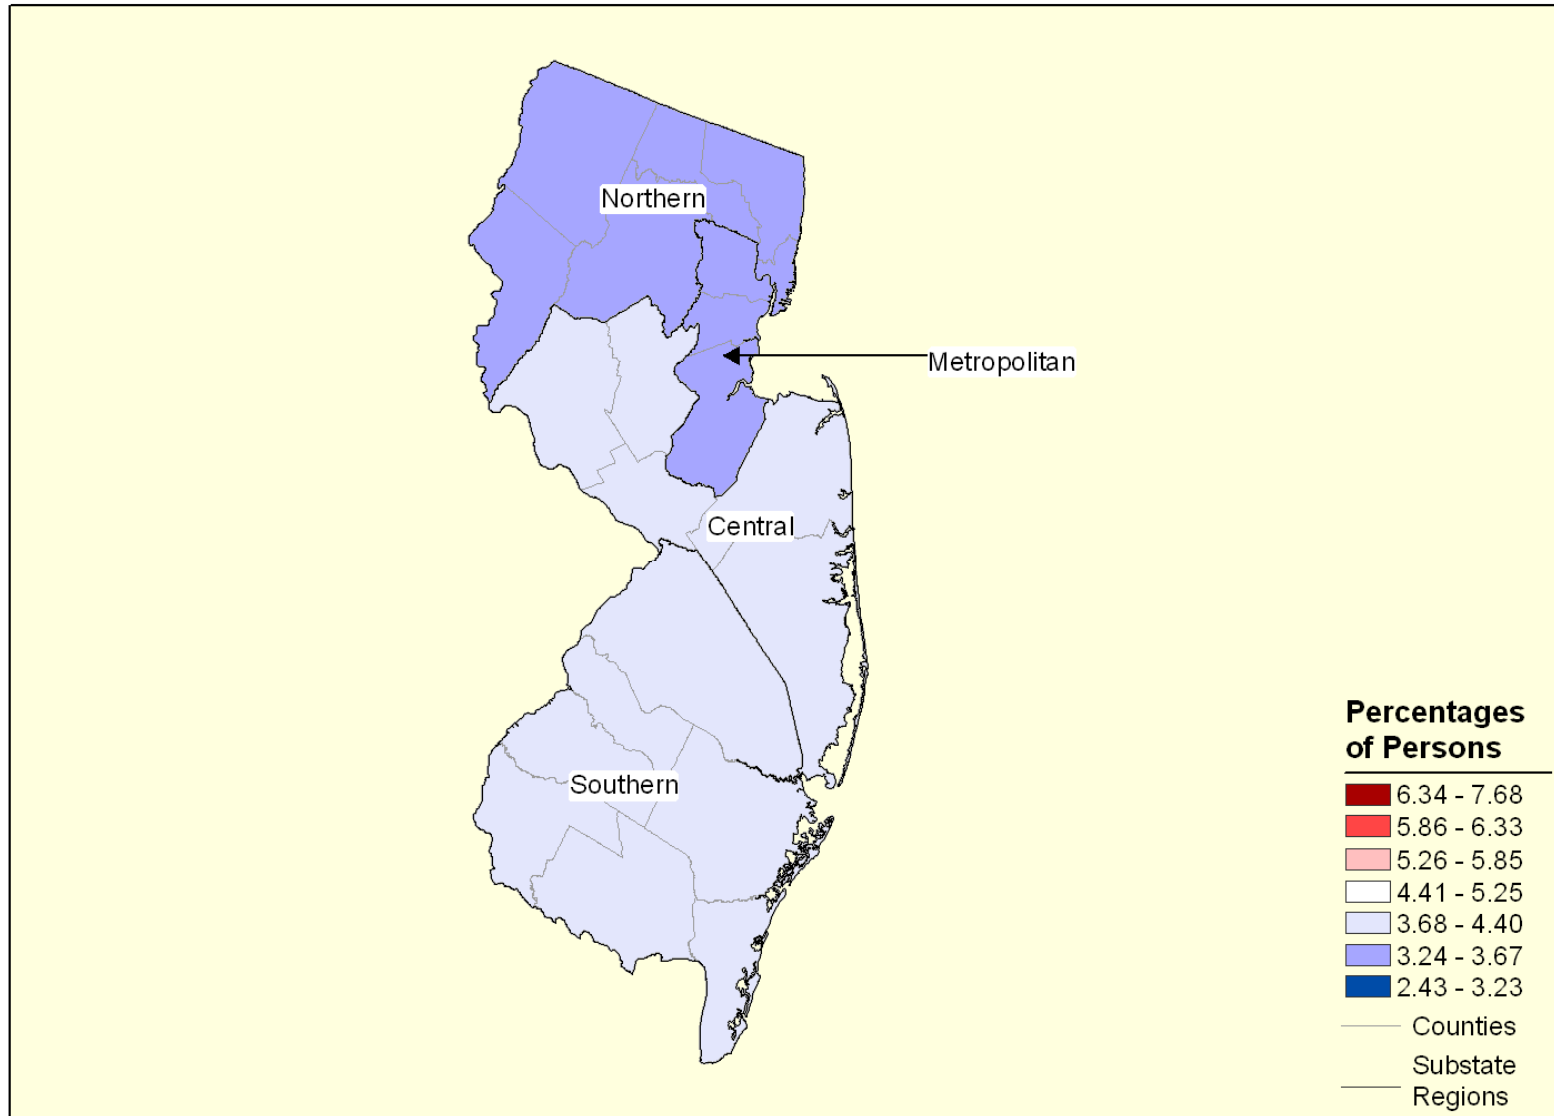 Northern
Metropolitan
Central
Southern
Percentages
of Persons
6.34 - 7.68
5.86 - 6.33
5.26 - 5.85
4.41 - 5.25
3.68 - 4.40
3.24 - 3.67
2.43 - 3.23
Counties
Substate
Regions